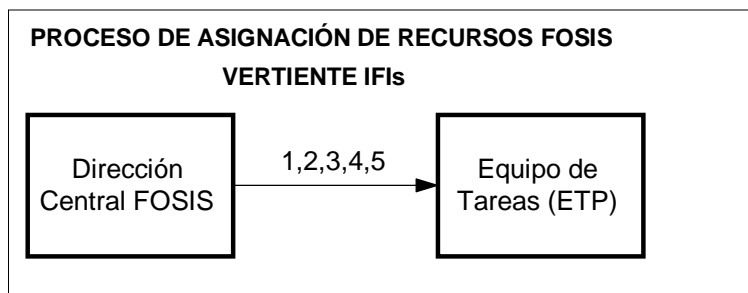 PROCESO DE ASIGNACIÓN DE RECURSOS FOSIS
VERTIENTE IFIs
Dirección
Central FOSIS
1,2,3,4,5
Equipo de
Tareas (ETP)